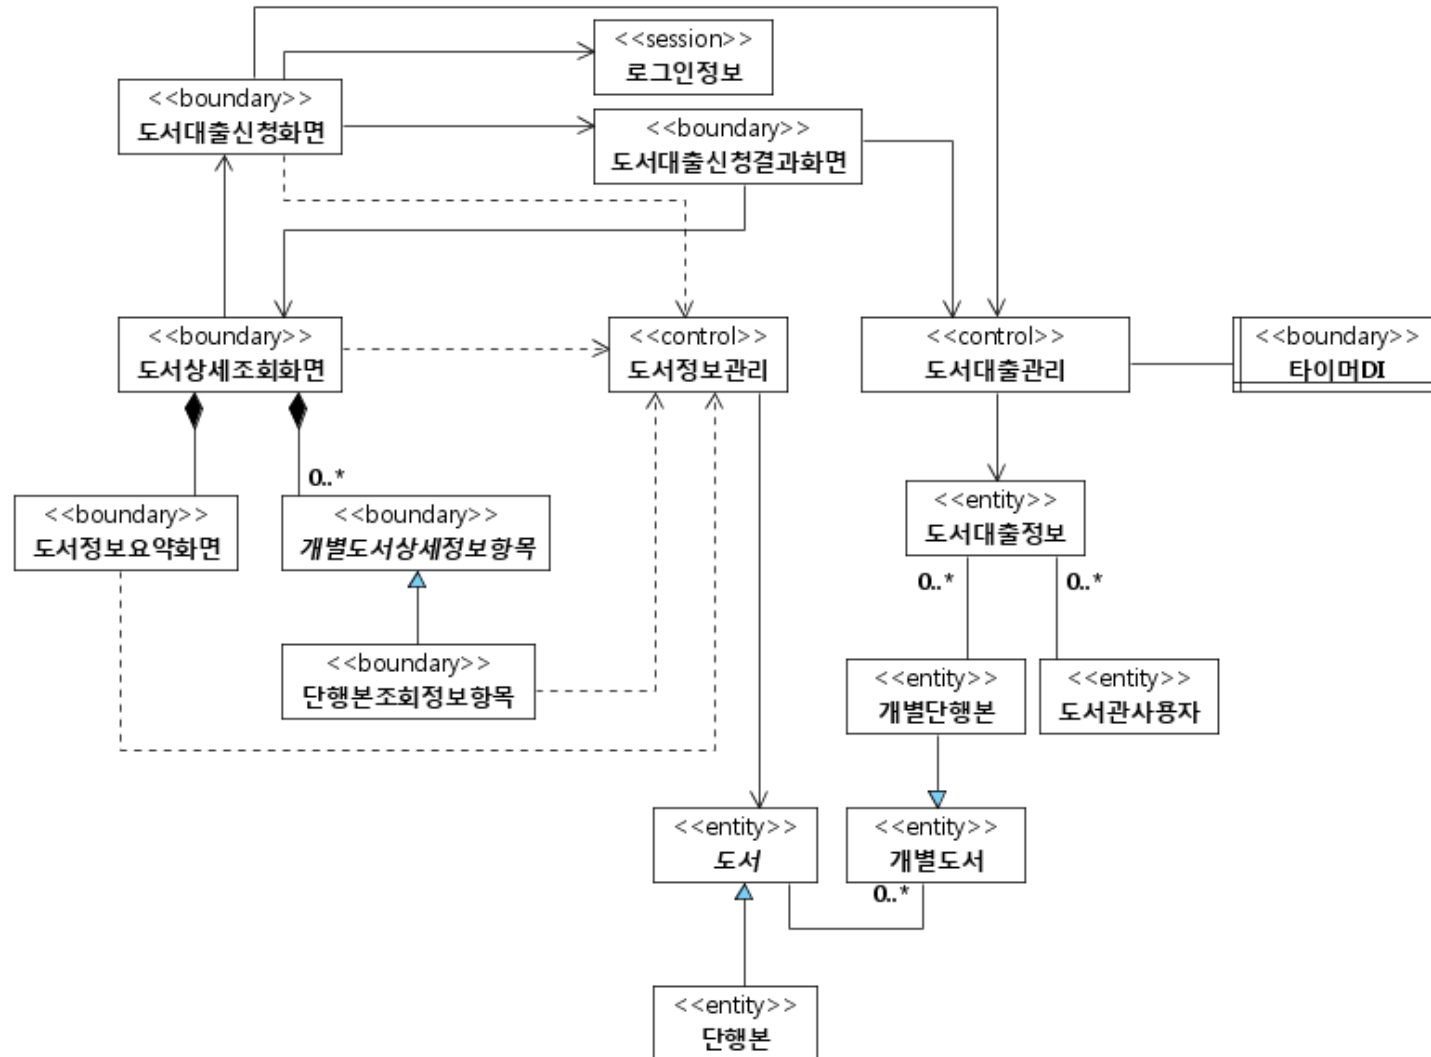 <<session>>
로그인정보
<<boundary>>
도서대출신청화면
<<boundary>>
도서대출신청결과화면
<<boundary>>
도서상세조회화면
<<control>>
도서정보관리
<<control>>
도서대출관리
<<boundary>>
타이머DI
0..*
<<boundary>>
도서정보요약화면
<<boundary>>
개별도서상세정보항목
<<entity>>
도서대출정보
0..*
0..*
<<boundary>>
단행본조회정보항목
<<entity>>
개별단행본
<<entity>>
도서관사용자
<<entity>>
도서
<<entity>>
개별도서
0..*
<<entity>>
단행본